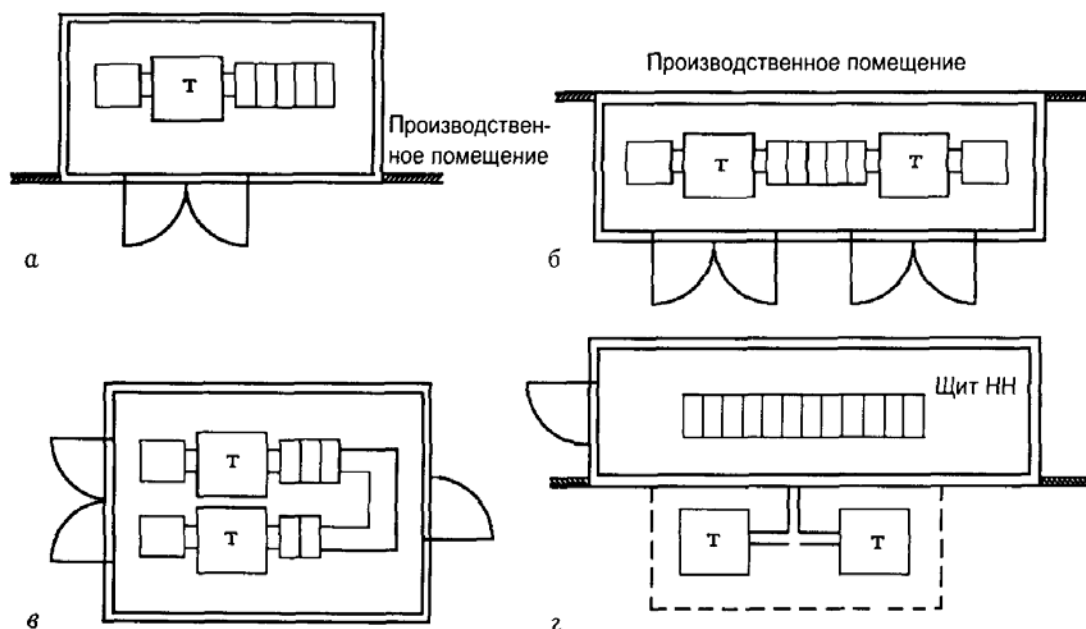 Т
Производствен-
ное помещение
а
Производственное помещение
Т
Т
б
Т
Т
в
Щит НН
Т
Т
г